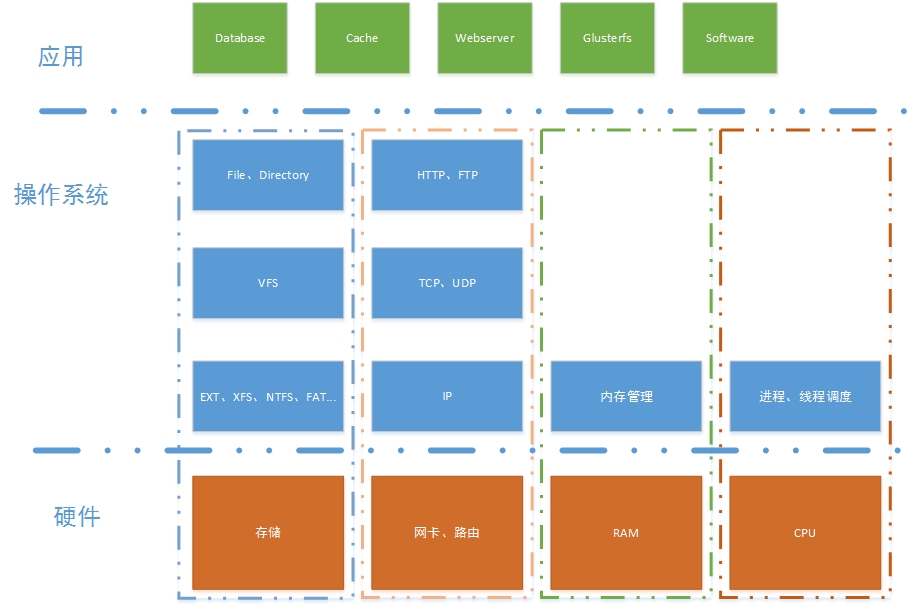 应用
Database
Cache
Webserver
Glusterfs
Software
操作系统
File、Directory
HTTP、FTP
VFS
TCP、UDP
EXT、XFS、NTFS、FAT...
IP
内存管理
进程、线程调度
硬件
存储
网卡、路由
RAM
CPU